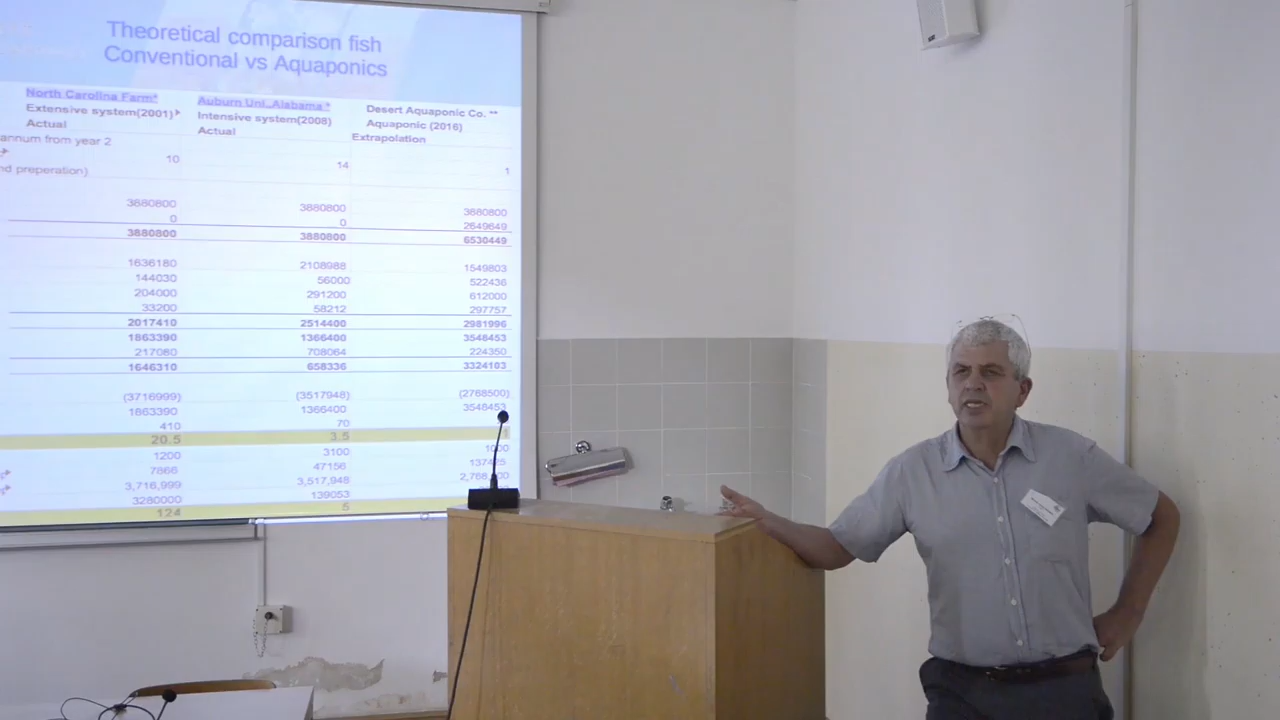 Theoretical comparison fish
Conventional vs Aquaponics
North Carolina Farm* Auburn Uni.,Alabama * Desert Aquaponic Co. **
Extensive system(2001) Intensive system(2008) Aquaponic (2016)
Actual Actual Extrapolation
annum from year 2
10 14 1
nd preperation)
3880800 3880800 3880800
0 0 2649649
3880800 3880800 6530449
1636180 2108988 1549803
144030 56000 522436
204000 291200 612000
33200 58212 297757
2017410 2514400 2981996
1863390 1366400 3548453
217080 708064 224350
1646310 658336 3324103
(3716999) (3517948) (2768500)
1863390 1366400 3548453
410 70
20.5 3.5
1200 3100
7866 47156
3,716,999 3,517,948
3280000 139053
124 5